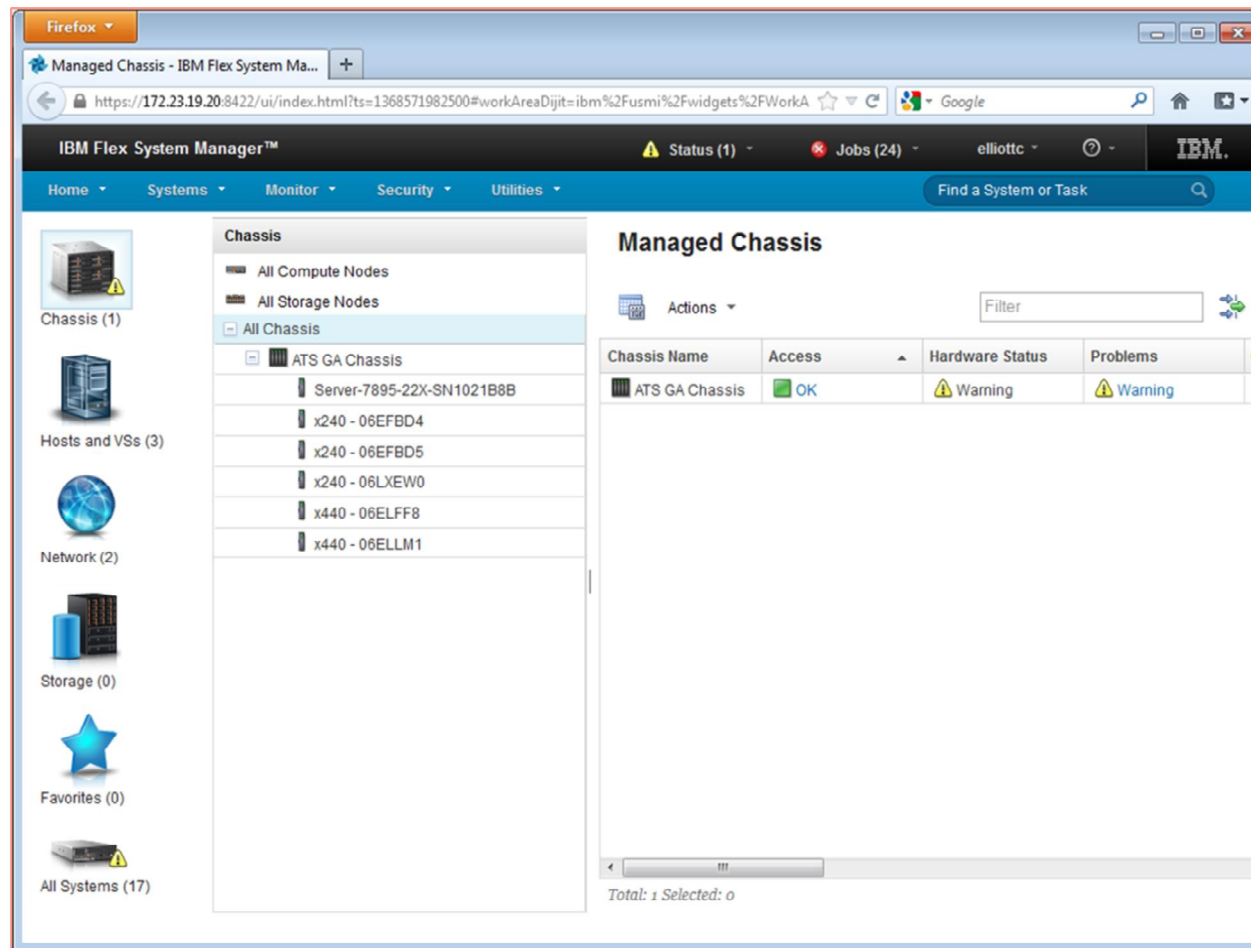 Firefox
Managed Chassis - IBM Flex System Ma...
https://172.23.19.20:8422/ui/index.html?ts=1368571982500#workAreaDijit=ibm%2Fusmi%2Fwidgets%2FWorkA
Google
IBM Flex System Manager™
Status (1)
Jobs (24)
elliottc
IBM.
Home
Systems
Monitor
Security
Utilities
Find a System or Task
Chassis (1)
Hosts and VSs (3)
Network (2)
Storage (0)
Favorites (0)
All Systems (17)
Chassis
All Compute Nodes
All Storage Nodes
All Chassis
ATS GA Chassis
Server-7895-22X-SN1021B8B
x240 - 06EFBD4
x240 - 06EFBD5
x240 - 06LXEW0
x440 - 06ELFF8
x440 - 06ELLM1
Managed Chassis
Actions
Filter
Chassis Name Access Hardware Status Problems
ATS GA Chassis OK Warning Warning
Total: 1 Selected: 0